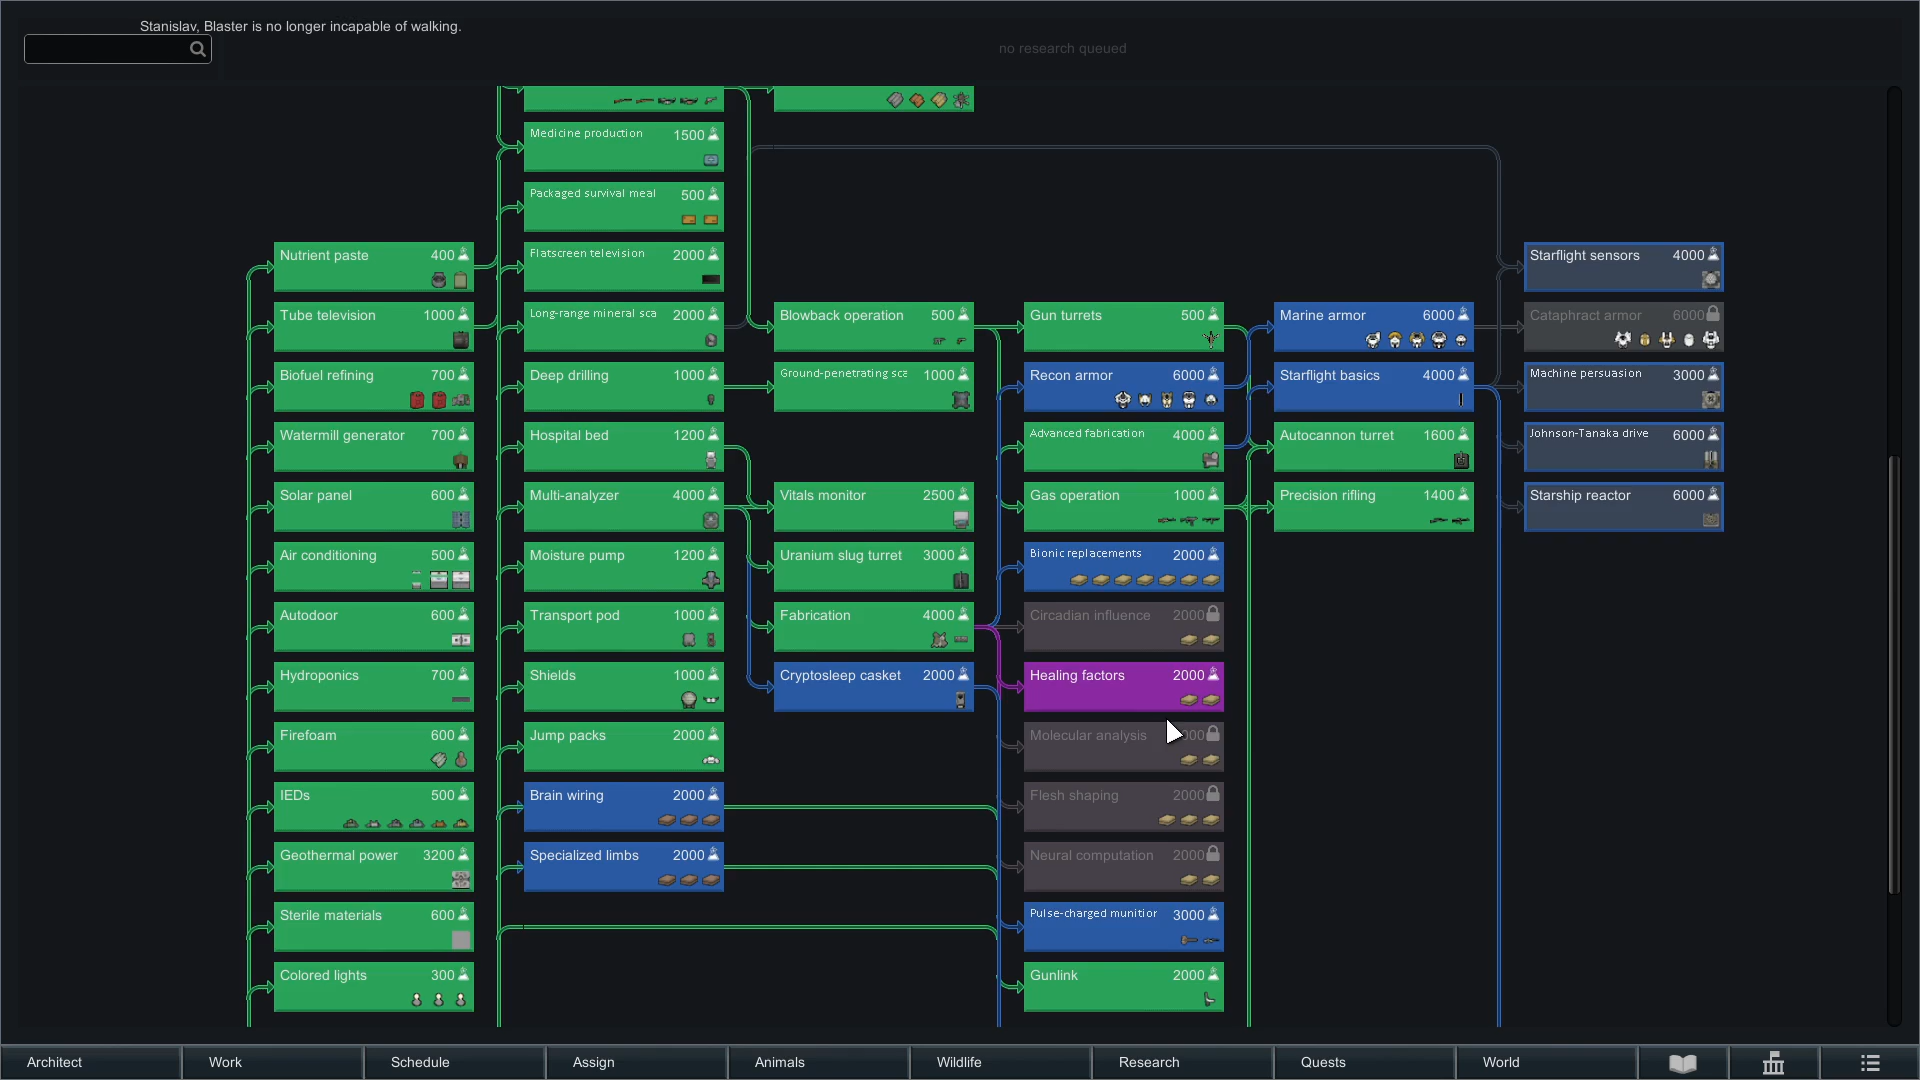 Stanislav, Blaster is no longer incapable of walking.
no research queued
Medicine production 1500
Packaged survival meal 500
Nutrient paste 400
Flatscreen television 2000
Starflight sensors 4000
Tube television 1000
Long-range mineral sca 2000
Blowback operation 500
Gun turrets 500
Marine armor 6000
Cataphract armor 6000
Biofuel refining 700
Deep drilling 1000
Ground-penetrating sca 1000
Recon armor 6000
Starflight basics 4000
Machine persuasion 3000
Watermill generator 700
Hospital bed 1200
Advanced fabrication 4000
Autocannon turret 1600
Johnson-Tanaka drive 6000
Solar panel 600
Multi-analyzer 4000
Vitals monitor 2500
Gas operation 1000
Precision rifling 1400
Starship reactor 6000
Air conditioning 500
Moisture pump 1200
Uranium slug turret 3000
Bionic replacements 2000
Autodoor 600
Transport pod 1000
Fabrication 4000
Circadian influence 2000
Hydroponics 700
Shields 1000
Cryptosleep casket 2000
Healing factors 2000
Firefoam 600
Jump packs 2000
Molecular analysis
IEDs 500
Brain wiring 2000
Flesh shaping 2000
Geothermal power 3200
Specialized limbs 2000
Neural computation 2000
Sterile materials 600
Pulse-charged munition 3000
Colored lights 300
Gunlink 2000
Architect Work Schedule Assign Animals Wildlife Research Quests World